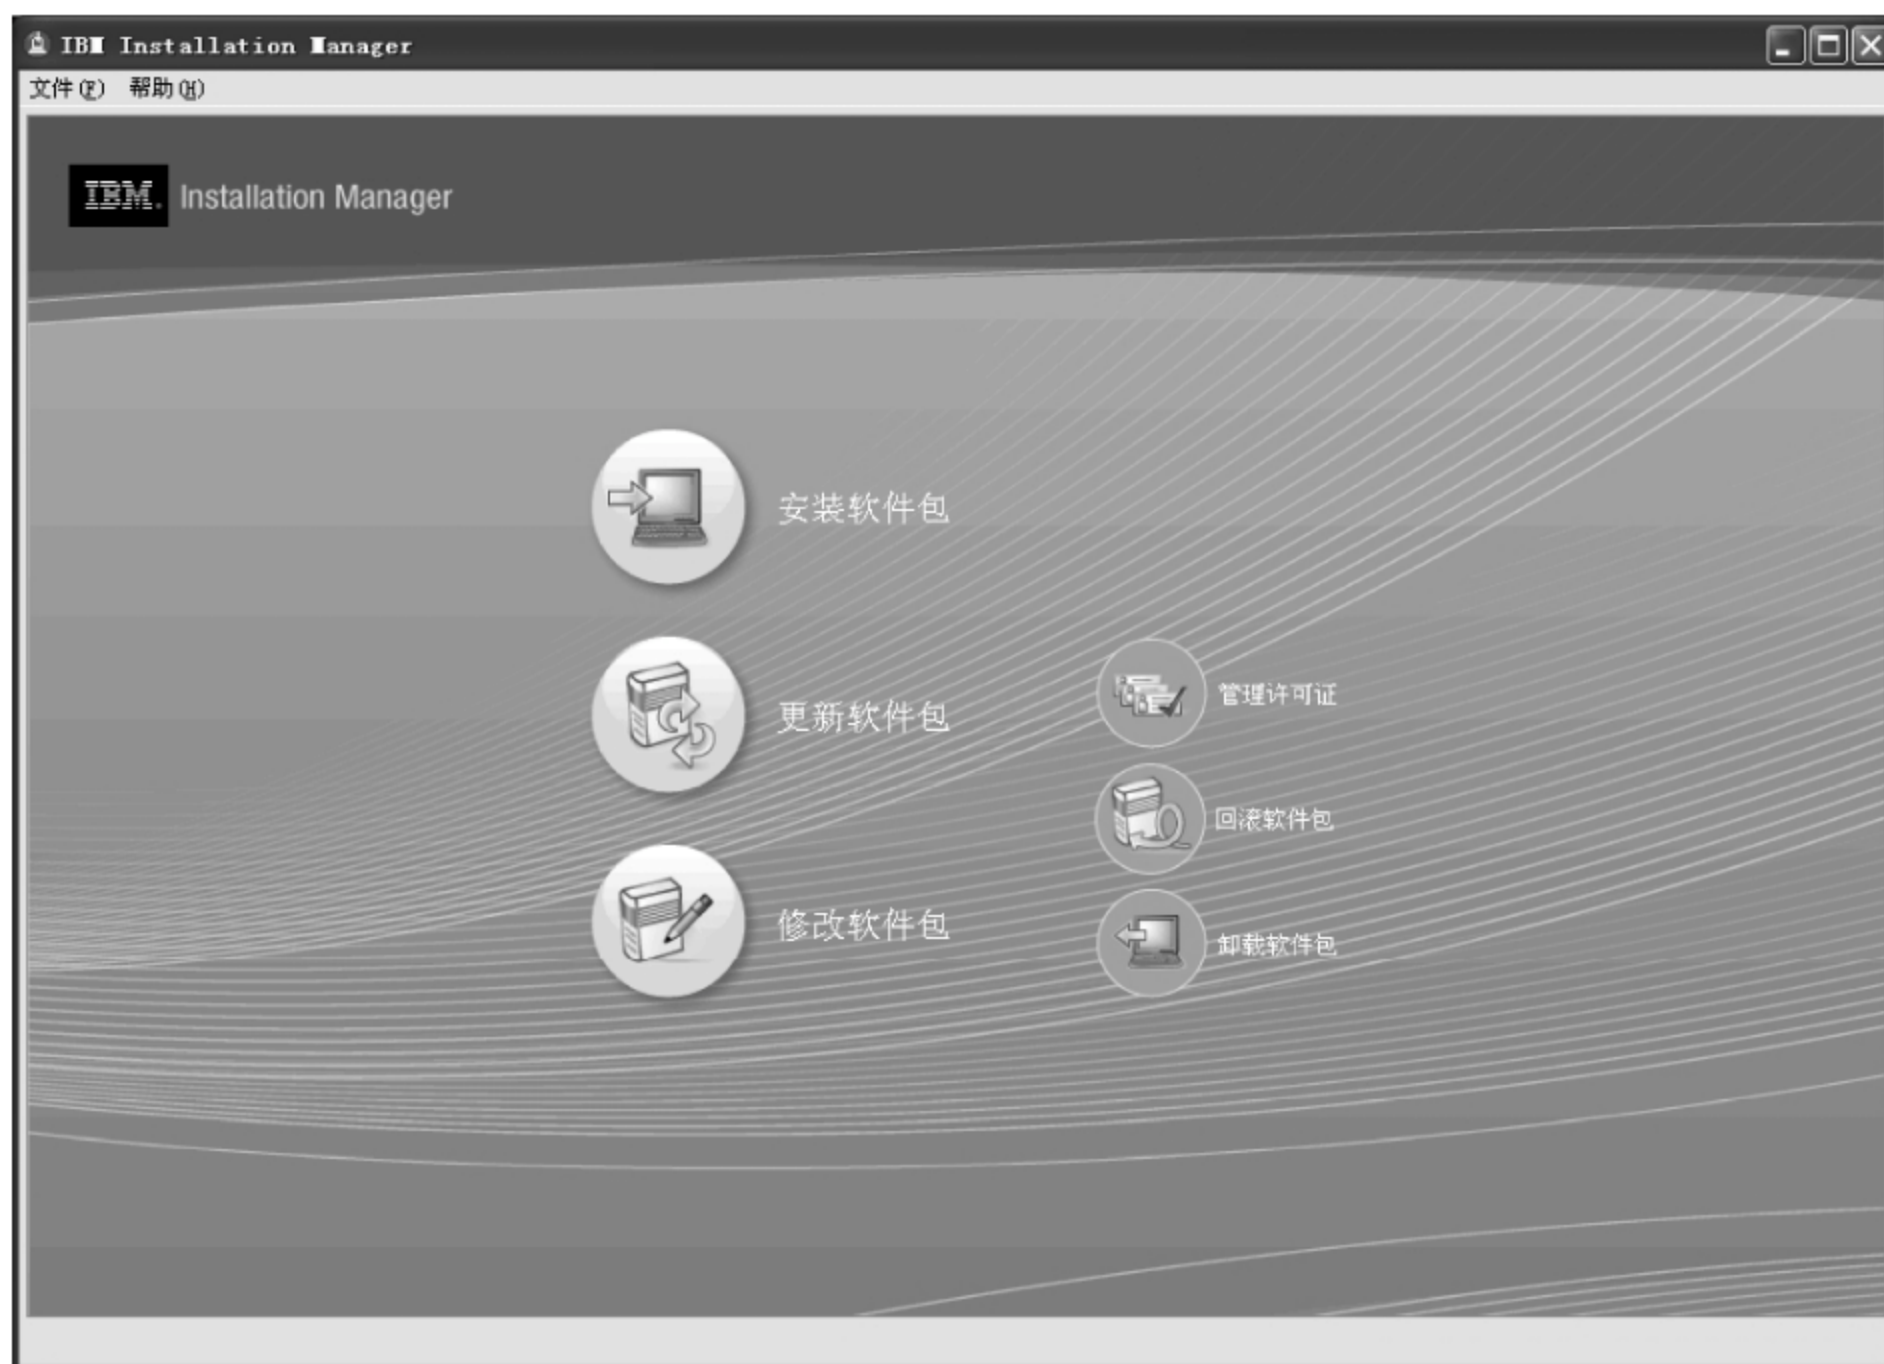 IBM Installation Manager
文件(F) 帮助(H)
IBM. Installation Manager
安装软件包
更新软件包
修改软件包
管理许可证
回滚软件包
卸载软件包